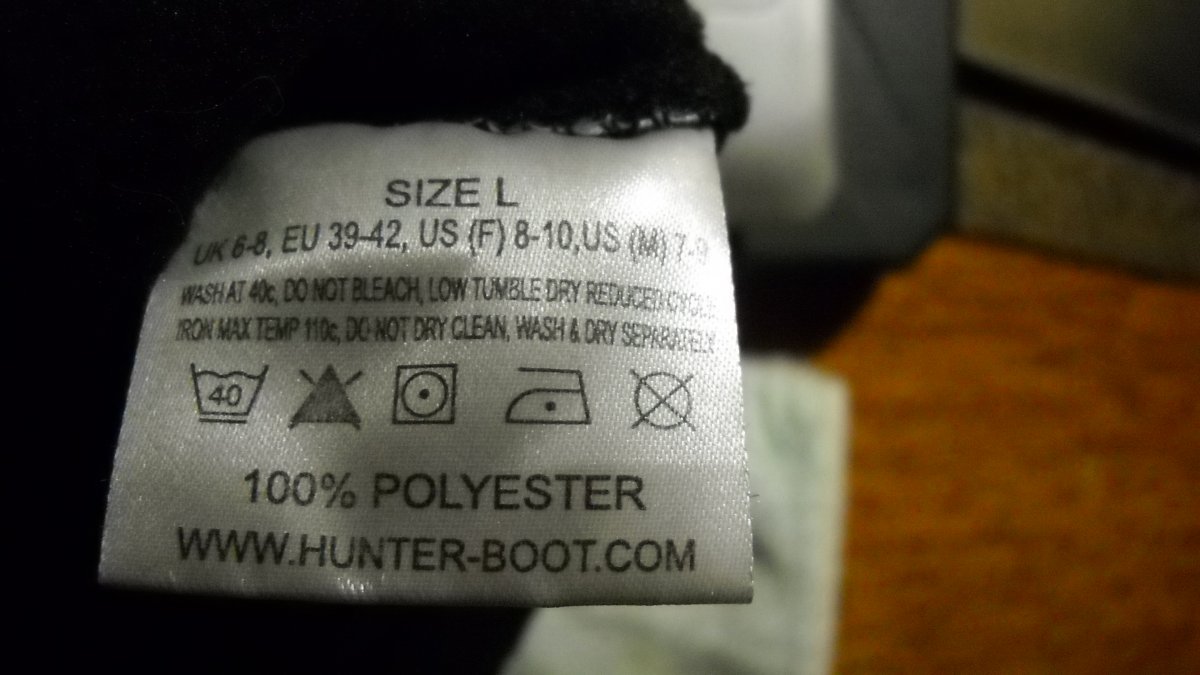 SIZE L
UK 6-8, EU 39-42, US (F) 8-10,US (M) 7-9
WASH AT 40c, DO NOT BLEACH, LOW TUMBLE DRY REDUCED CYCLE
IRON MAX TEMP 110c, DO NOT DRY CLEAN, WASH & DRY SEPARATELY
40
100% POLYESTER
WWW.HUNTER-BOOT.COM